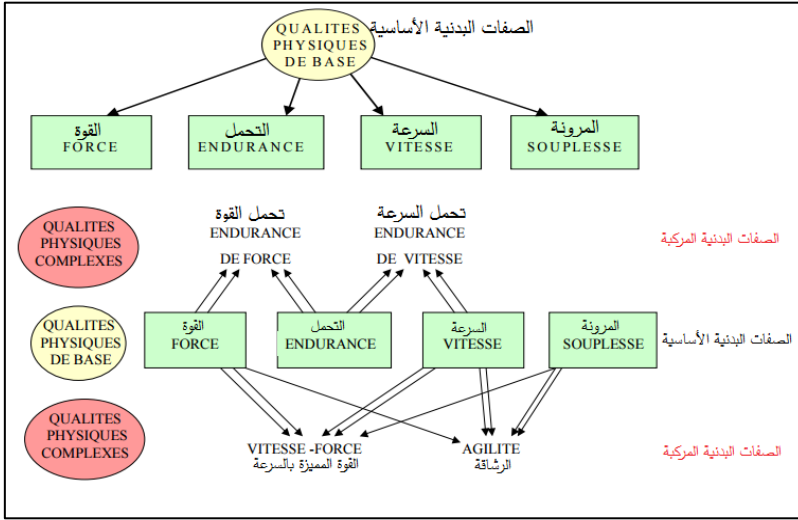 QUALITES
PHYSIQUES
DE BASE
الصفات البدنية الأساسية
القوة
FORCE
التحمل
ENDURANCE
السرعة
VITESSE
المرونة
SOUPLESSE
QUALITES
PHYSIQUES
COMPLEXES
تحمل القوة
ENDURANCE
DE FORCE
تحمل السرعة
ENDURANCE
DE VITESSE
الصفات البدنية المركبة
QUALITES
PHYSIQUES
DE BASE
القوة
FORCE
التحمل
ENDURANCE
السرعة
VITESSE
المرونة
SOUPLESSE
الصفات البدنية الأساسية
QUALITES
PHYSIQUES
COMPLEXES
VITESSE -FORCE
القوة المميزة بالسرعة
AGILITE
الرشاقة
الصفات البدنية المركبة